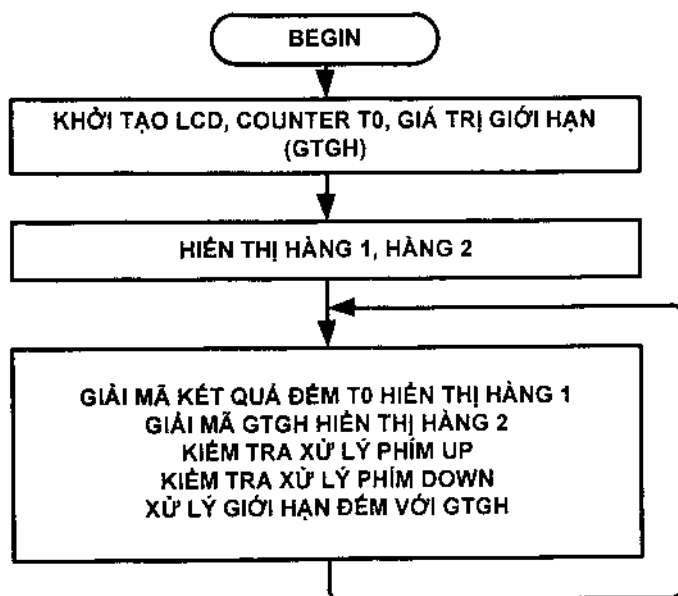 BEGIN
KHỞI TẠO LCD, COUNTER T0, GIÁ TRỊ GIỚI HẠN
(GTGH)
HIỂN THỊ HÀNG 1, HÀNG 2
GIẢI MÃ KẾT QUẢ ĐẾM T0 HIỂN THỊ HÀNG 1
GIẢI MÃ GTGH HIỂN THỊ HÀNG 2
KIỂM TRA XỬ LÝ PHÍM UP
KIỂM TRA XỬ LÝ PHÍM DOWN
XỬ LÝ GIỚI HẠN ĐẾM VỚI GTGH